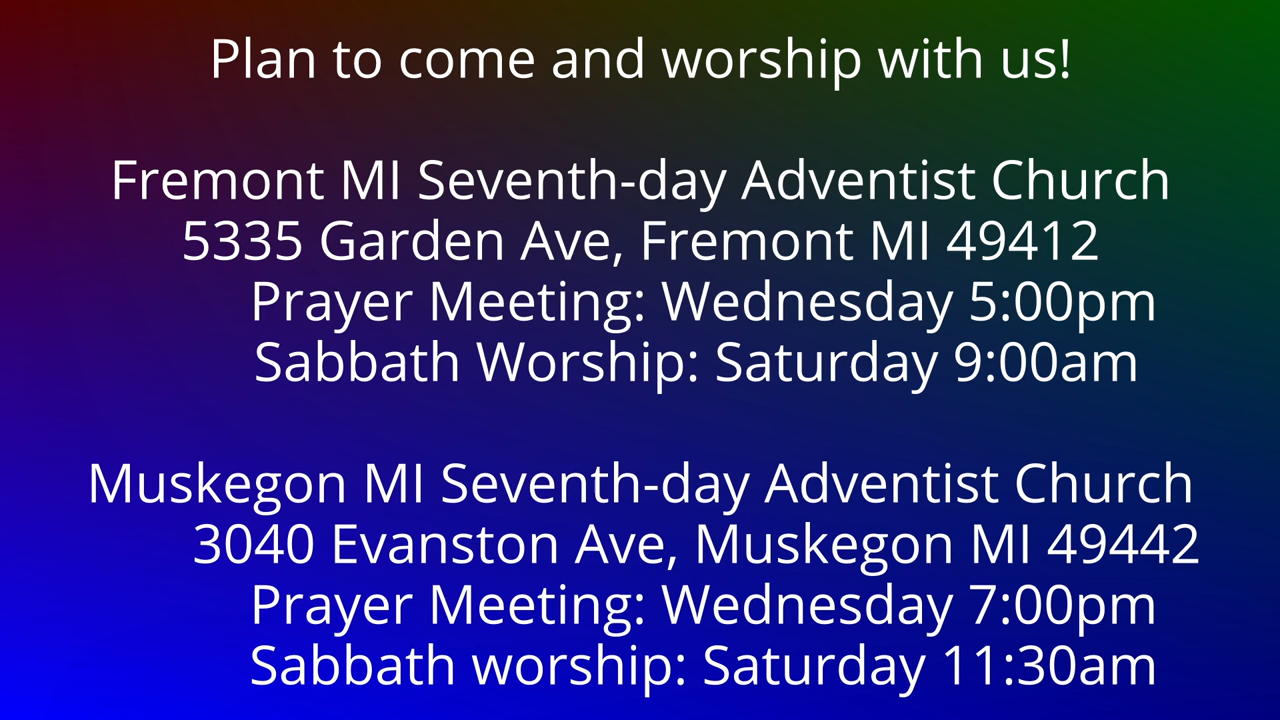 Plan to come and worship with us!
Fremont MI Seventh-day Adventist Church
5335 Garden Ave, Fremont MI 49412
Prayer Meeting: Wednesday 5:00pm
Sabbath Worship: Saturday 9:00am
Muskegon MI Seventh-day Adventist Church
3040 Evanston Ave, Muskegon MI 49442
Prayer Meeting: Wednesday 7:00pm
Sabbath worship: Saturday 11:30am